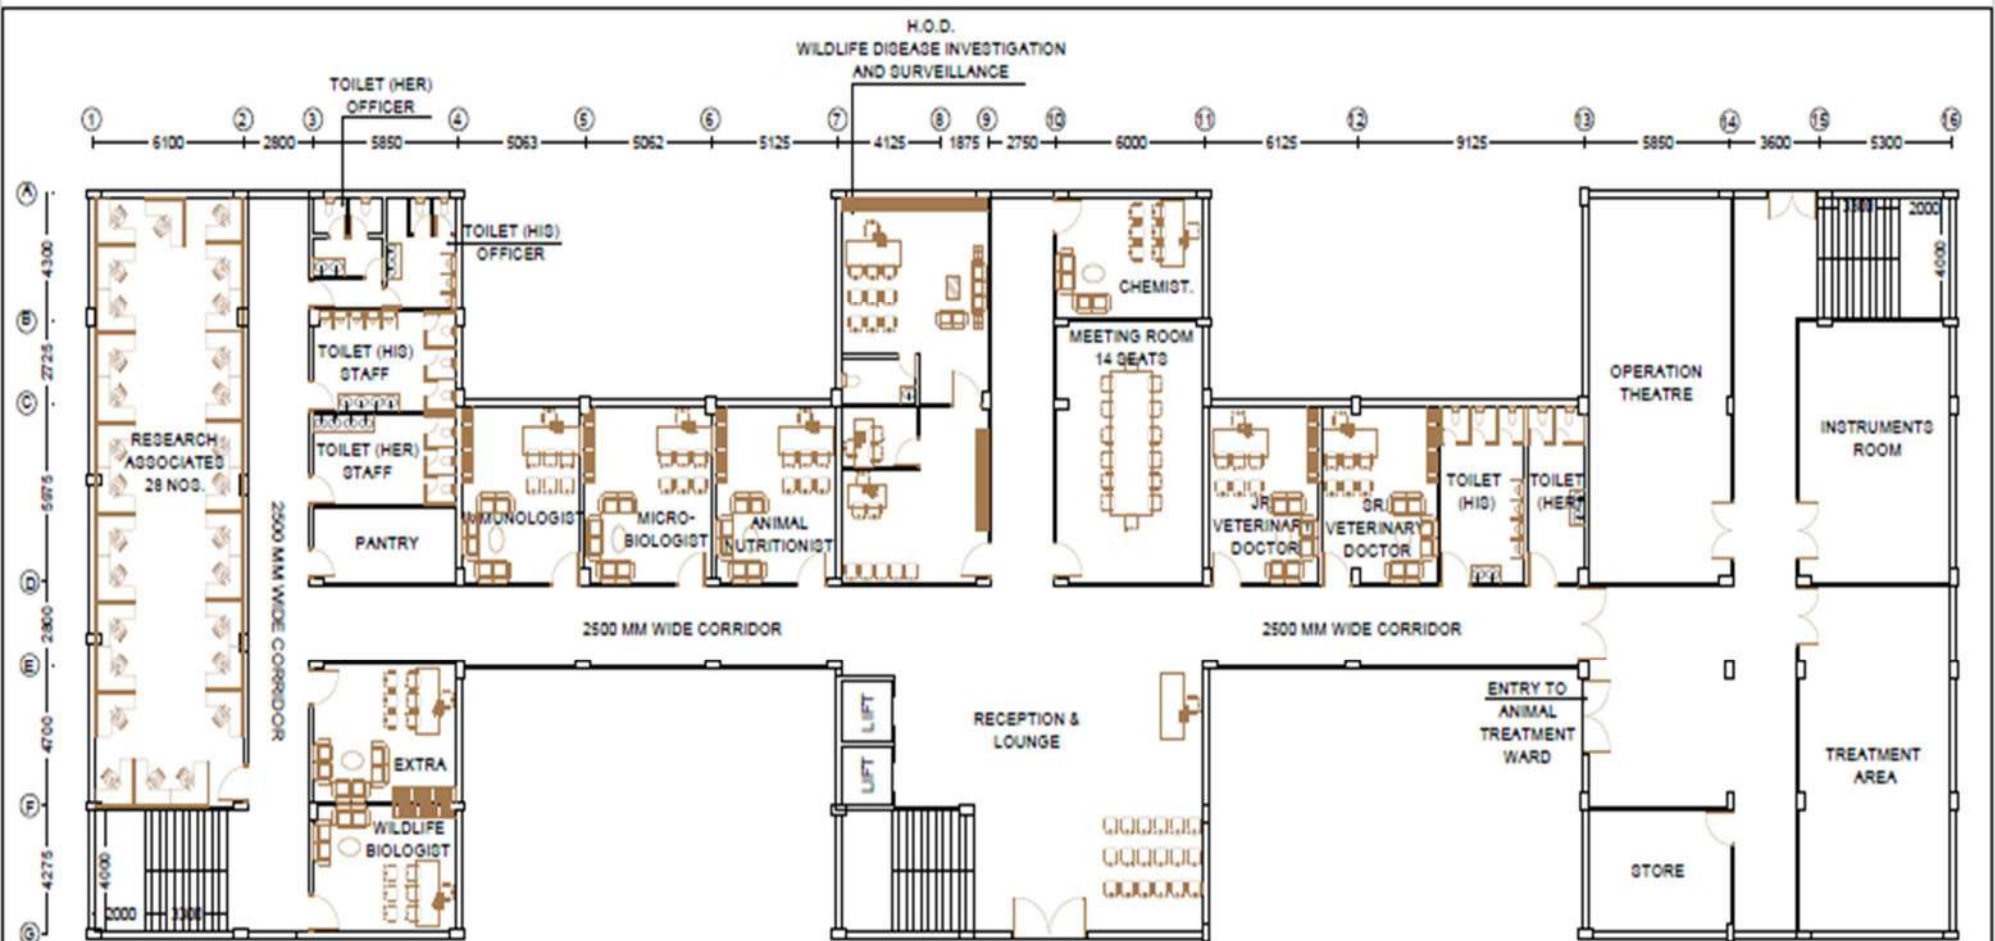 H.O.D.
WILDLIFE DISEASE INVESTIGATION
AND SURVEILLANCE
TOILET (HER)
OFFICER
1 2 3 4 5 6 7 8 9 10 11 12 13 14 15 16
6100 2800 5850 5063 5062 5125 4125 1875 2750 6000 6125 9125 5850 3600 5300
A
B
C
D
E
F
G
4300
2725
5975
2800
4700
4275
TOILET (HIS)
OFFICER
TOILET (HIS)
STAFF
TOILET (HER)
STAFF
PANTRY
RESEARCH
ASSOCIATES
28 NOS.
2500 MM WIDE CORRIDOR
IMMUNOLOGIST
MICRO-
BIOLOGIST
ANIMAL
NUTRITIONIST
CHEMIST.
MEETING ROOM
14 SEATS
JR.
VETERINARY
DOCTOR
SR.
VETERINARY
DOCTOR
TOILET
(HIS)
TOILET
(HER)
OPERATION
THEATRE
3300
2000
4000
INSTRUMENTS
ROOM
2500 MM WIDE CORRIDOR
2500 MM WIDE CORRIDOR
EXTRA
WILDLIFE
BIOLOGIST
4000
2000
3300
LIFT
LIFT
RECEPTION &
LOUNGE
ENTRY TO
ANIMAL
TREATMENT
WARD
TREATMENT
AREA
STORE